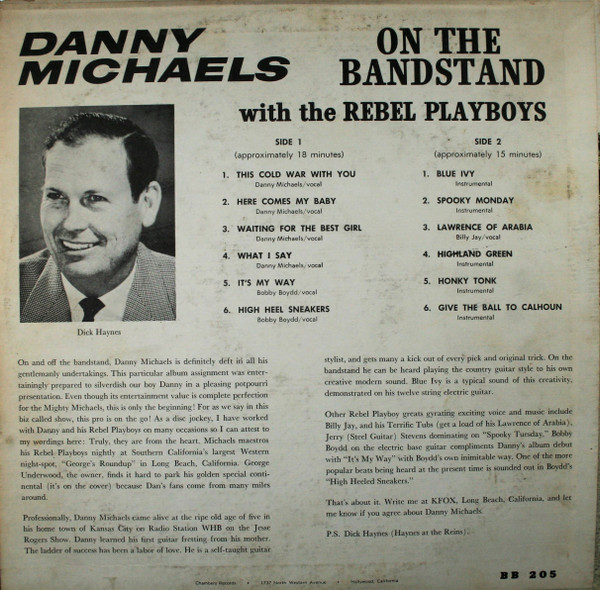 DANNY
MICHAELS
ON THE
BANDSTAND
with the REBEL PLAYBOYS
SIDE 1
(approximately 18 minutes)
1. THIS COLD WAR WITH YOU
Danny Michaels/vocal
2. HERE COMES MY BABY
Danny Michaels/vocal
3. WAITING FOR THE BEST GIRL
Danny Michaels/vocal
4. WHAT I SAY
Danny Michaels/vocal
5. IT'S MY WAY
Bobby Boydd/vocal
6. HIGH HEEL SNEAKERS
Bobby Boydd/vocal
SIDE 2
(approximately 15 minutes)
1. BLUE IVY
Instrumental
2. SPOOKY MONDAY
Instrumental
3. LAWRENCE OF ARABIA
Billy Jay/vocal
4. HIGHLAND GREEN
Instrumental
5. HONKY TONK
Instrumental
6. GIVE THE BALL TO CALHOUN
Instrumental
Dick Haynes
On and off the bandstand, Danny Michaels is definitely deft in all his
gentlemanly undertakings. This particular album assignment was enter-
tainingly prepared to silverdish our boy Danny in a pleasing potpourri
presentation. Even though its entertainment value is complete perfection
for the Mighty Michaels, this is only the beginning! For as we say in this
biz called show, this pro is on the go! As a disc jockey, I have worked
with Danny and his Rebel Playboys on many occasions so I can attest to
my wordings here: Truly, they are from the heart. Michaels maestros
his Rebel Playboys nightly at Southern California's largest Western
night-spot, "George's Roundup" in Long Beach, California. George
Underwood, the owner, finds it hard to park his golden special conti-
nental (it's on the cover) because Dan's fans come from many miles
around.
Professionally, Danny Michaels came alive at the ripe old age of five in
his home town of Kansas City on Radio Station WHB on the Jesse
Rogers Show. Danny learned his first guitar fretting from his mother.
The ladder of success has been a labor of love. He is a self-taught guitar
stylist, and gets many a kick out of every pick and original trick. On the
bandstand he can be heard playing the country guitar style to his own
creative modern sound. Blue Ivy is a typical sound of this creativity,
demonstrated on his twelve string electric guitar.
Other Rebel Playboy greats gyrating exciting voice and music include
Billy Jay, and his Terrific Tubs (get a load of his Lawrence of Arabia),
Jerry (Steel Guitar) Stevens dominating on "Spooky Tuesday," Bobby
Boydd on the electric base guitar compliments Danny's album debut
with "It's My Way" with Boydd's own inimitable way. One of the more
popular beats being heard at the present time is sounded out in Boydd's
"High Heeled Sneakers."
That's about it. Write me at KFOX, Long Beach, California, and let
me know if you agree about Danny Michaels.
P.S. Dick Haynes (Haynes at the Reins).
Chambers Records • North Western Avenue • Hollywood, California
BB 205